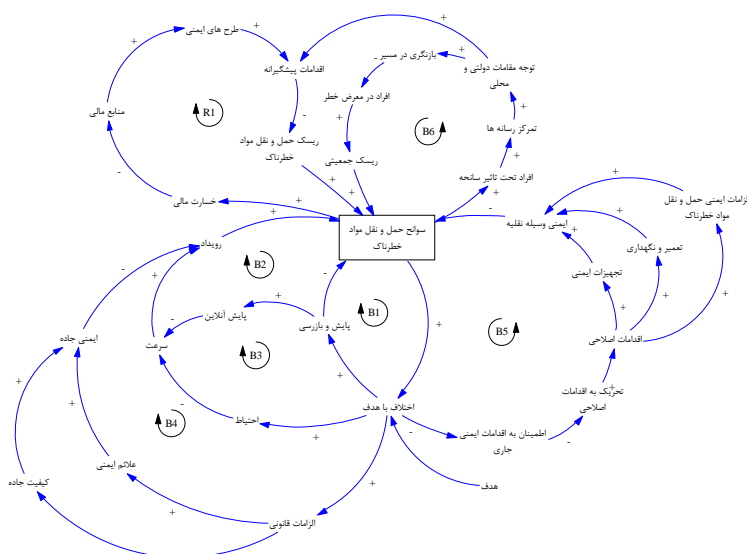 طرح های ایمنی
اقدامات پیشگیرانه
منابع مالی
R1
ریسک حمل و نقل مواد
خطرناک
خسارت مالی
بازنگری در مسیر
توجه مقامات دولتی و
محلی
افراد در معرض خطر
B6
تمرکز رسانه ها
ریسک جمعیتی
افراد تحت تاثیر سانحه
سوانح حمل و نقل مواد
خطرناک
ایمنی وسیله نقلیه
الزامات ایمنی حمل و نقل
مواد خطرناک
تعمیر و نگهداری
تجهیزات ایمنی
رویداد
B2
پایش آنلاین
پایش و بازرسی
B1
B5
اقدامات اصلاحی
ایمنی جاده
سرعت
B3
تحریک به اقدامات
اصلاحی
اختلاف با هدف
احتیاط
B4
اطمینان به اقدامات ایمنی
جاری
علائم ایمنی
کیفیت جاده
هدف
الزامات قانونی